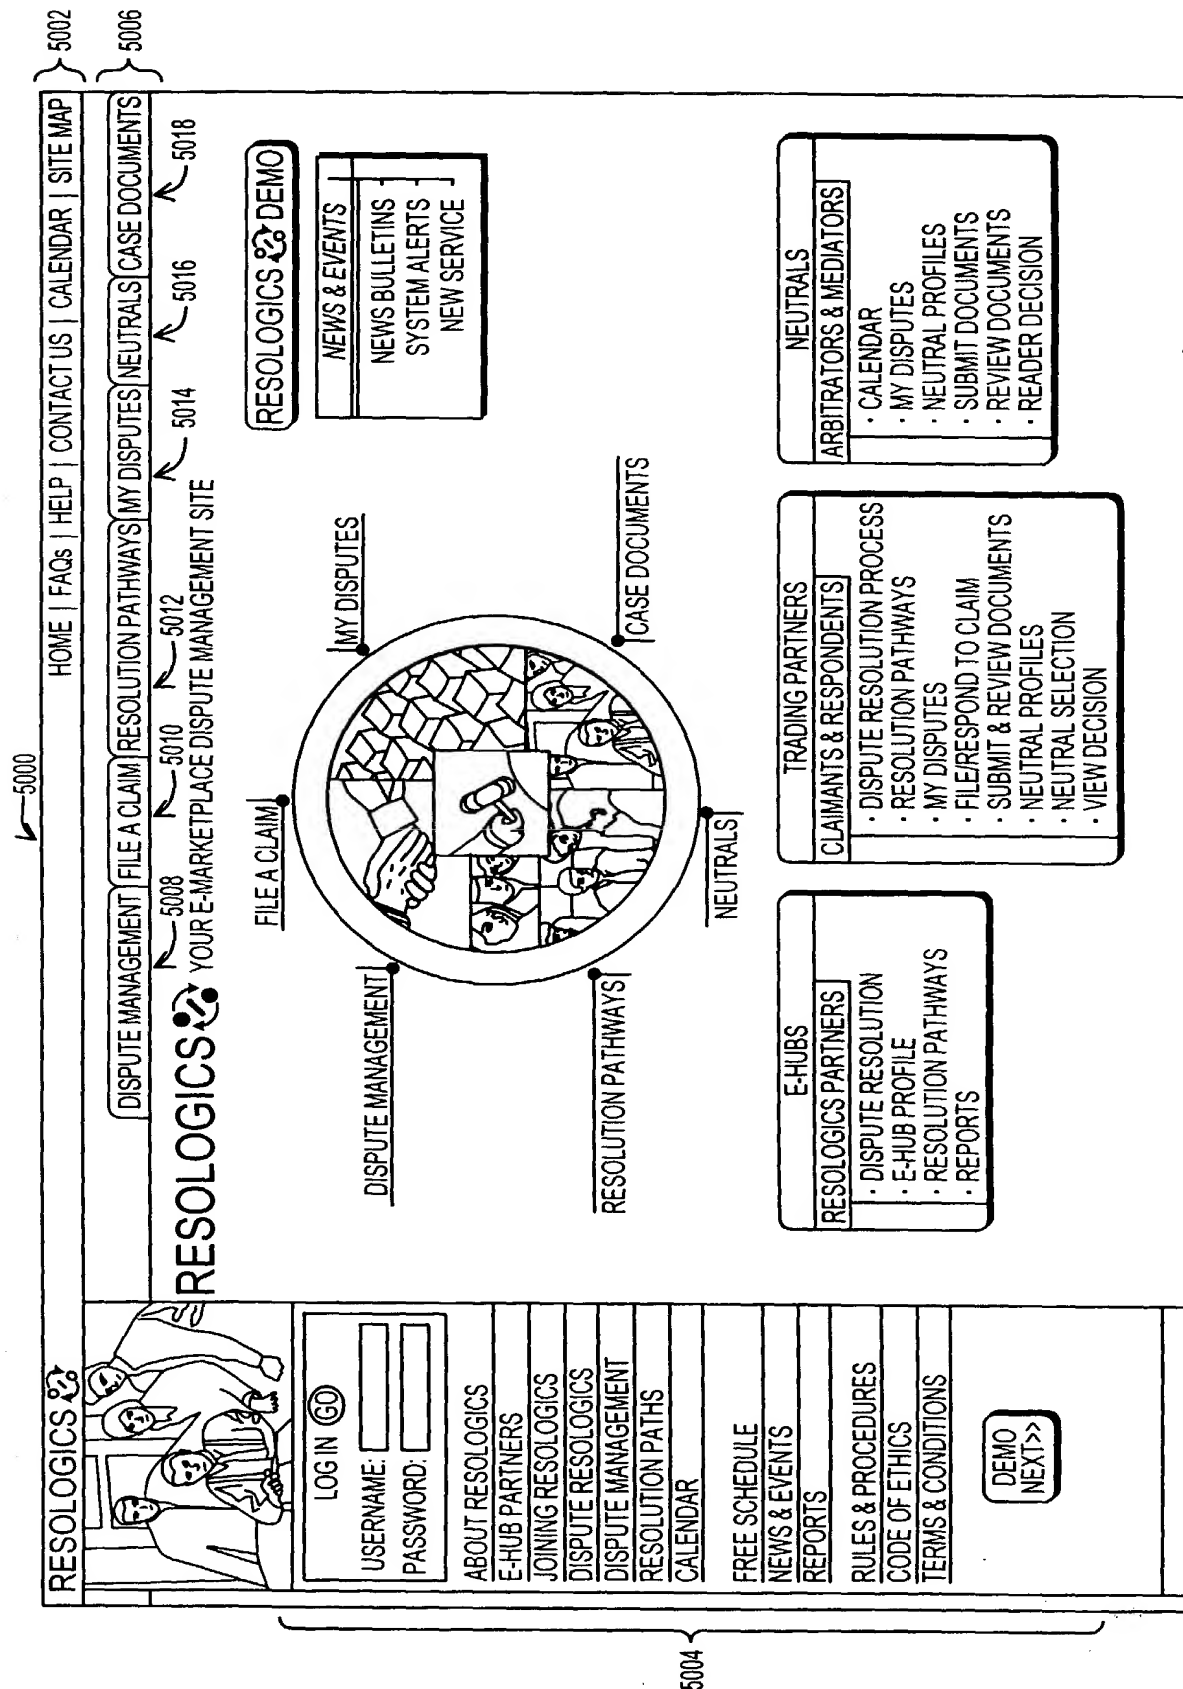 5000
RESOLOGICS
HOME | FAQs | HELP | CONTACT US | CALENDAR | SITE MAP
5002
DISPUTE MANAGEMENT
FILE A CLAIM
RESOLUTION PATHWAYS
MY DISPUTES
NEUTRALS
CASE DOCUMENTS
5006
5008
5010
5012
5014
5016
5018
RESOLOGICS YOUR E-MARKETPLACE DISPUTE MANAGEMENT SITE
LOG IN GO
USERNAME:
PASSWORD:
ABOUT RESOLOGICS
E-HUB PARTNERS
JOINING RESOLOGICS
DISPUTE RESOLOGICS
DISPUTE MANAGEMENT
RESOLUTION PATHS
CALENDAR
FREE SCHEDULE
NEWS & EVENTS
REPORTS
RULES & PROCEDURES
CODE OF ETHICS
TERMS & CONDITIONS
DEMO
NEXT>>
5004
FILE A CLAIM
DISPUTE MANAGEMENT
MY DISPUTES
RESOLUTION PATHWAYS
CASE DOCUMENTS
NEUTRALS
RESOLOGICS DEMO
NEWS & EVENTS
NEWS BULLETINS
SYSTEM ALERTS
NEW SERVICE
E-HUBS
RESOLOGICS PARTNERS
· DISPUTE RESOLUTION
· E-HUB PROFILE
· RESOLUTION PATHWAYS
· REPORTS
TRADING PARTNERS
CLAIMANTS & RESPONDENTS
· DISPUTE RESOLUTION PROCESS
· RESOLUTION PATHWAYS
· MY DISPUTES
· FILE/RESPOND TO CLAIM
· SUBMIT & REVIEW DOCUMENTS
· NEUTRAL PROFILES
· NEUTRAL SELECTION
· VIEW DECISION
NEUTRALS
ARBITRATORS & MEDIATORS
· CALENDAR
· MY DISPUTES
· NEUTRAL PROFILES
· SUBMIT DOCUMENTS
· REVIEW DOCUMENTS
· READER DECISION